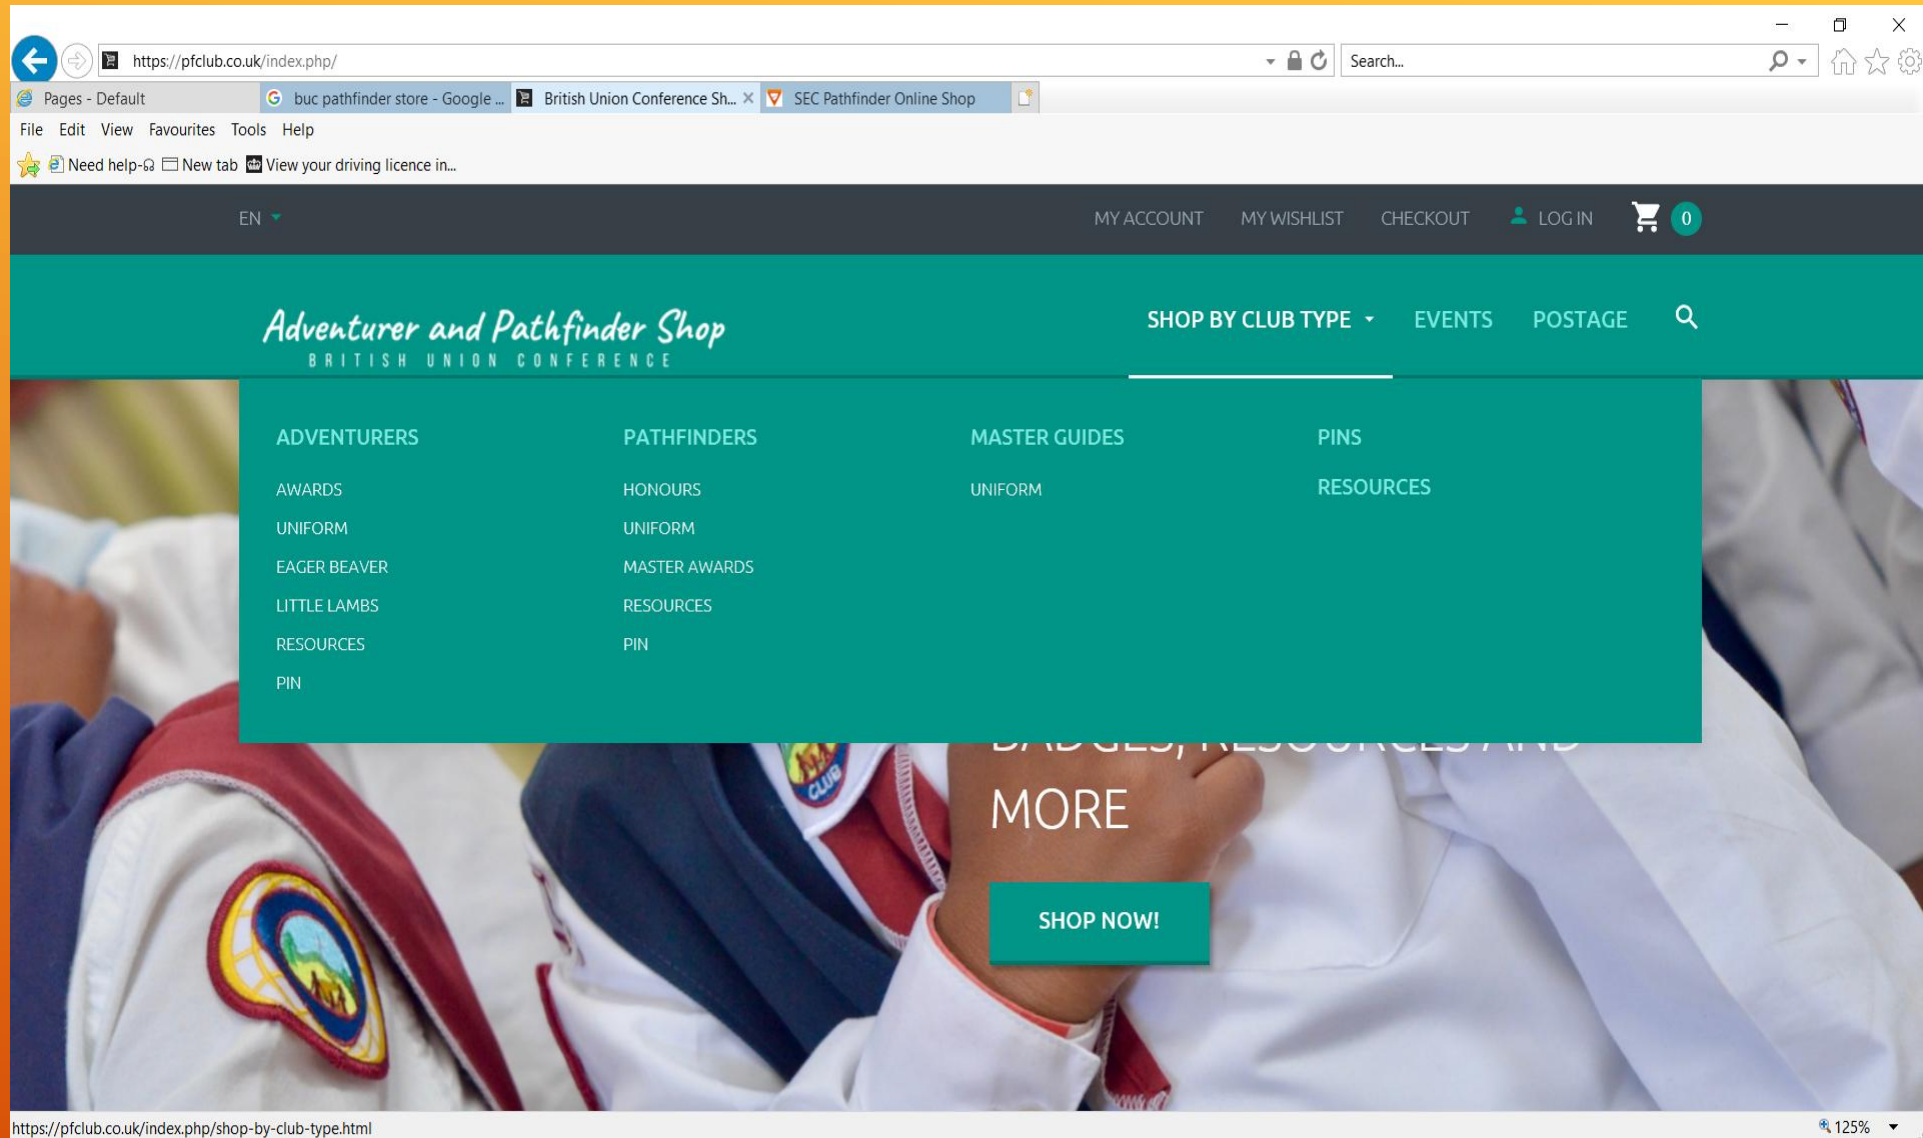 https://pfclub.co.uk/index.php/
Search...
Pages - Default
buc pathfinder store - Google ...
British Union Conference Sh...
SEC Pathfinder Online Shop
File Edit View Favourites Tools Help
Need help- New tab View your driving licence in...
EN
MY ACCOUNT MY WISHLIST CHECKOUT LOG IN 0
Adventurer and Pathfinder Shop
BRITISH UNION CONFERENCE
SHOP BY CLUB TYPE EVENTS POSTAGE
ADVENTURERS
AWARDS
UNIFORM
EAGER BEAVER
LITTLE LAMBS
RESOURCES
PIN
PATHFINDERS
HONOURS
UNIFORM
MASTER AWARDS
RESOURCES
PIN
MASTER GUIDES
UNIFORM
PINS
RESOURCES
BADGES, RESOURCES AND
MORE
SHOP NOW!
CLUB
https://pfclub.co.uk/index.php/shop-by-club-type.html
125%